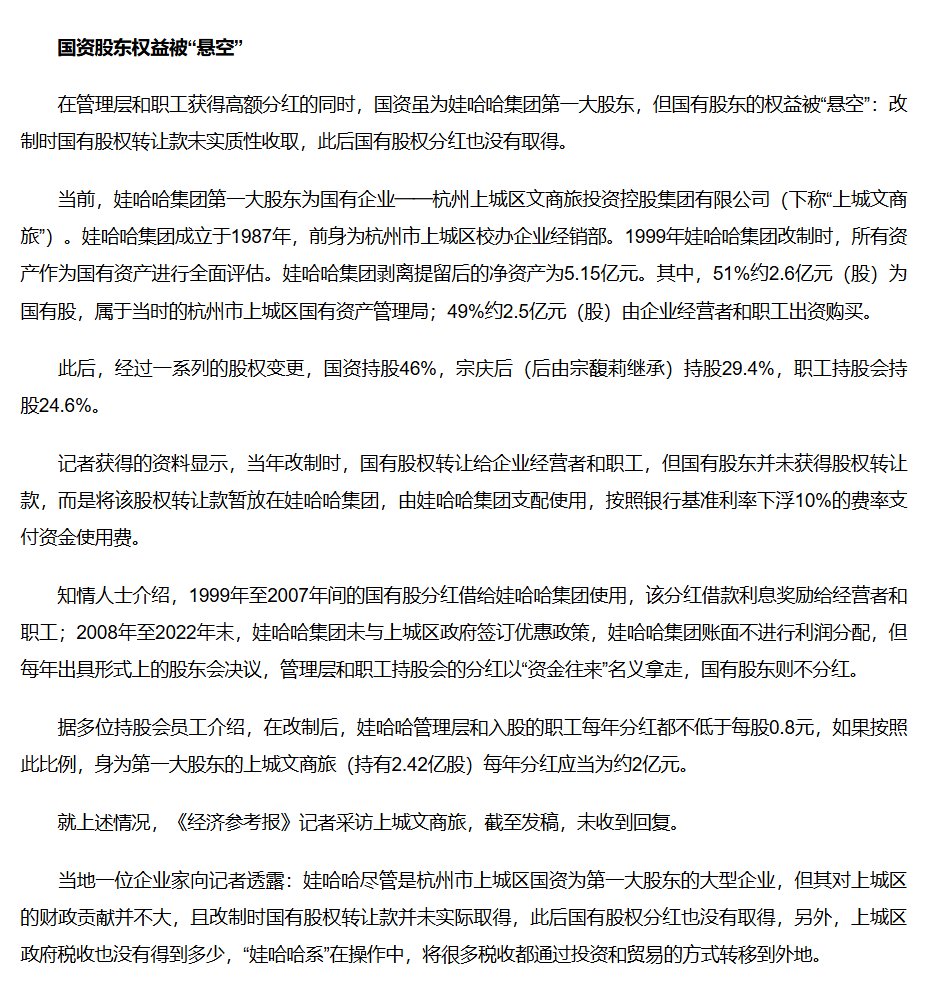 国资股东权益被“悬空”
在管理层和职工获得高额分红的同时，国资虽为娃哈哈集团第一大股东，但国有股东的权益被“悬空”：改
制时国有股权转让款未实质性收取，此后国有股权分红也没有取得。
当前，娃哈哈集团第一大股东为国有企业——杭州上城区文商旅投资控股集团有限公司（下称“上城文商
旅”）。娃哈哈集团成立于1987年，前身为杭州市上城区校办企业经销部。1999年娃哈哈集团改制时，所有资
产作为国有资产进行全面评估。娃哈哈集团剥离提留后的净资产为5.15亿元。其中，51%约2.6亿元（股）为
国有股，属于当时的杭州市上城区国有资产管理局；49%约2.5亿元（股）由企业经营者和职工出资购买。
此后，经过一系列的股权变更，国资持股46%，宗庆后（后由宗馥莉继承）持股29.4%，职工持股会持
股24.6%。
记者获得的资料显示，当年改制时，国有股权转让给企业经营者和职工，但国有股东并未获得股权转让
款，而是将该股权转让款暂放在娃哈哈集团，由娃哈哈集团支配使用，按照银行基准利率下浮10%的费率支
付资金使用费。
知情人士介绍，1999年至2007年间的国有股分红借给娃哈哈集团使用，该分红借款利息奖励给经营者和
职工；2008年至2022年末，娃哈哈集团未与上城区政府签订优惠政策，娃哈哈集团账面不进行利润分配，但
每年出具形式上的股东会决议，管理层和职工持股会的分红以“资金往来”名义拿走，国有股东则不分红。
据多位持股会员工介绍，在改制后，娃哈哈管理层和入股的职工每年分红都不低于每股0.8元，如果按照
此比例，身为第一大股东的上城文商旅（持有2.42亿股）每年分红应当为约2亿元。
就上述情况，《经济参考报》记者采访上城文商旅，截至发稿，未收到回复。
当地一位企业家向记者透露：娃哈哈尽管是杭州市上城区国资为第一大股东的大型企业，但其对上城区
的财政贡献并不大，且改制时国有股权转让款并未实际取得，此后国有股权分红也没有取得，另外，上城区
政府税收也没有得到多少，“娃哈哈系”在操作中，将很多税收都通过投资和贸易的方式转移到外地。